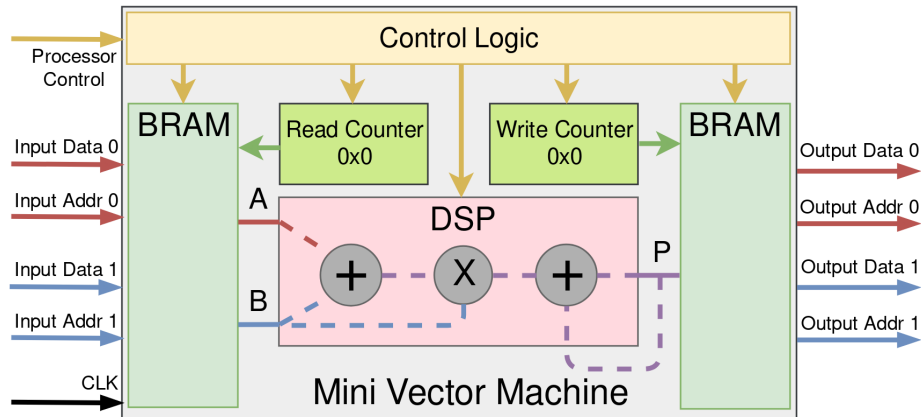 Control Logic
Processor
Control
BRAM
Read Counter
0x0
Write Counter
0x0
BRAM
Input Data 0
Input Addr 0
Input Data 1
Input Addr 1
CLK
A
B
DSP
+
X
+
P
Output Data 0
Output Addr 0
Output Data 1
Output Addr 1
Mini Vector Machine